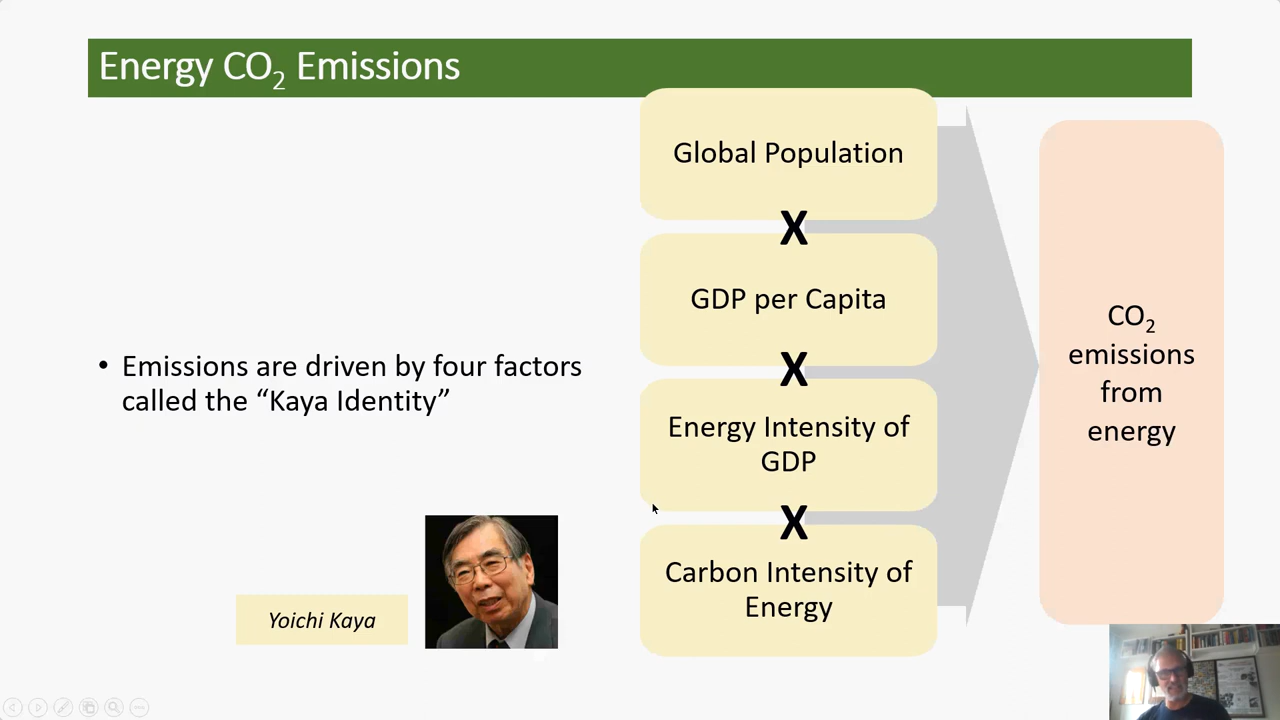 Energy CO₂ Emissions
Global Population
X
GDP per Capita
X
Energy Intensity of
GDP
X
Carbon Intensity of
Energy
CO₂
emissions
from
energy
• Emissions are driven by four factors
called the “Kaya Identity”
Yoichi Kaya